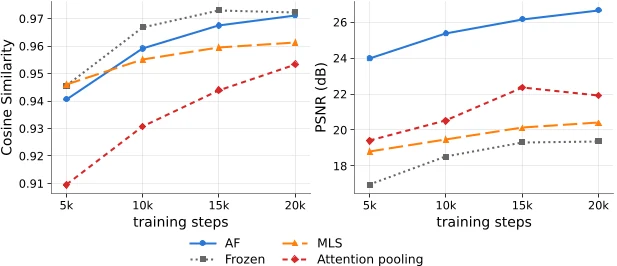 Cosine Similarity
0.97
0.96
0.95
0.94
0.93
0.92
0.91
5k 10k 15k 20k
training steps
PSNR (dB)
26
24
22
20
18
5k 10k 15k 20k
training steps
AF MLS
Frozen Attention pooling